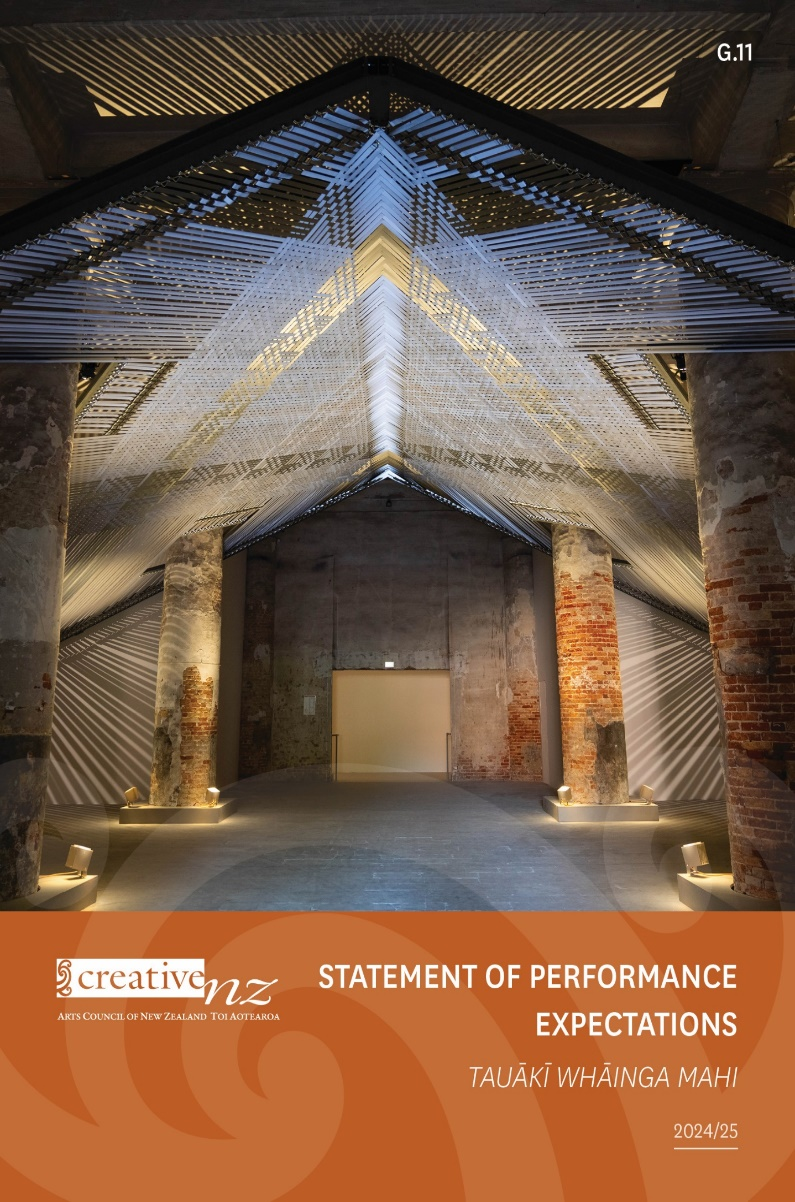 G.11
creative nz
ARTS COUNCIL OF NEW ZEALAND TOI AOTEAROA
STATEMENT OF PERFORMANCE
EXPECTATIONS
TAUĀKĪ WHĀINGA MAHI
2024/25